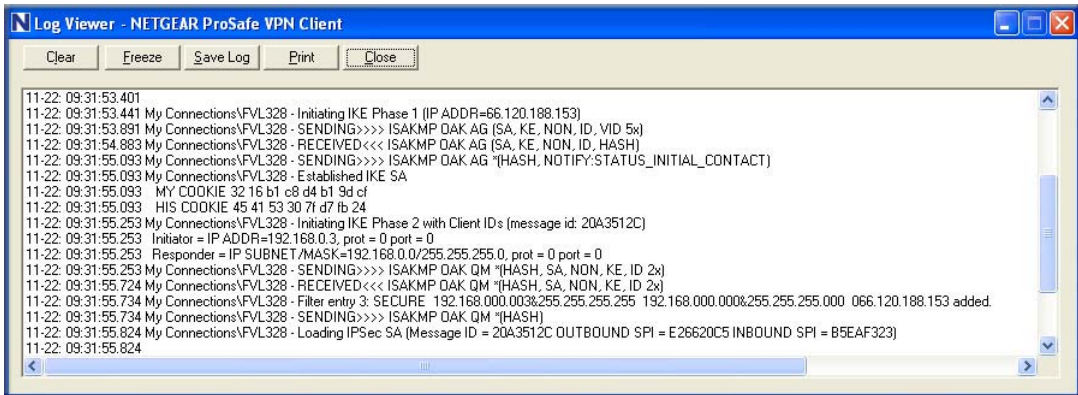 Log Viewer - NETGEAR ProSafe VPN Client
Clear Freeze Save Log Print Close
11-22: 09:31:53.401
11-22: 09:31:53.441 My Connections\FVL328 - Initiating IKE Phase 1 (IP ADDR=66.120.188.153)
11-22: 09:31:53.891 My Connections\FVL328 - SENDING>>>> ISAKMP OAK AG (SA, KE, NON, ID, VID 5x)
11-22: 09:31:54.883 My Connections\FVL328 - RECEIVED<<< ISAKMP OAK AG (SA, KE, NON, ID, HASH)
11-22: 09:31:55.093 My Connections\FVL328 - SENDING>>>> ISAKMP OAK AG *(HASH, NOTIFY:STATUS_INITIAL_CONTACT)
11-22: 09:31:55.093 My Connections\FVL328 - Established IKE SA
11-22: 09:31:55.093 MY COOKIE 32 16 b1 c8 d4 b1 9d cf
11-22: 09:31:55.093 HIS COOKIE 45 41 53 30 7f d7 fb 24
11-22: 09:31:55.253 My Connections\FVL328 - Initiating IKE Phase 2 with Client IDs (message id: 20A3512C)
11-22: 09:31:55.253 Initiator = IP ADDR=192.168.0.3, prot = 0 port = 0
11-22: 09:31:55.253 Responder = IP SUBNET/MASK=192.168.0.0/255.255.255.0, prot = 0 port = 0
11-22: 09:31:55.253 My Connections\FVL328 - SENDING>>>> ISAKMP OAK QM *(HASH, SA, NON, KE, ID 2x)
11-22: 09:31:55.724 My Connections\FVL328 - RECEIVED<<< ISAKMP OAK QM *(HASH, SA, NON, KE, ID 2x)
11-22: 09:31:55.734 My Connections\FVL328 - Filter entry 3: SECURE 192.168.000.003&255.255.255.255 192.168.000.000&255.255.255.000 066.120.188.153 added.
11-22: 09:31:55.734 My Connections\FVL328 - SENDING>>>> ISAKMP OAK QM *(HASH)
11-22: 09:31:55.824 My Connections\FVL328 - Loading IPSec SA (Message ID = 20A3512C OUTBOUND SPI = E26620C5 INBOUND SPI = B5EAF323)
11-22: 09:31:55.824